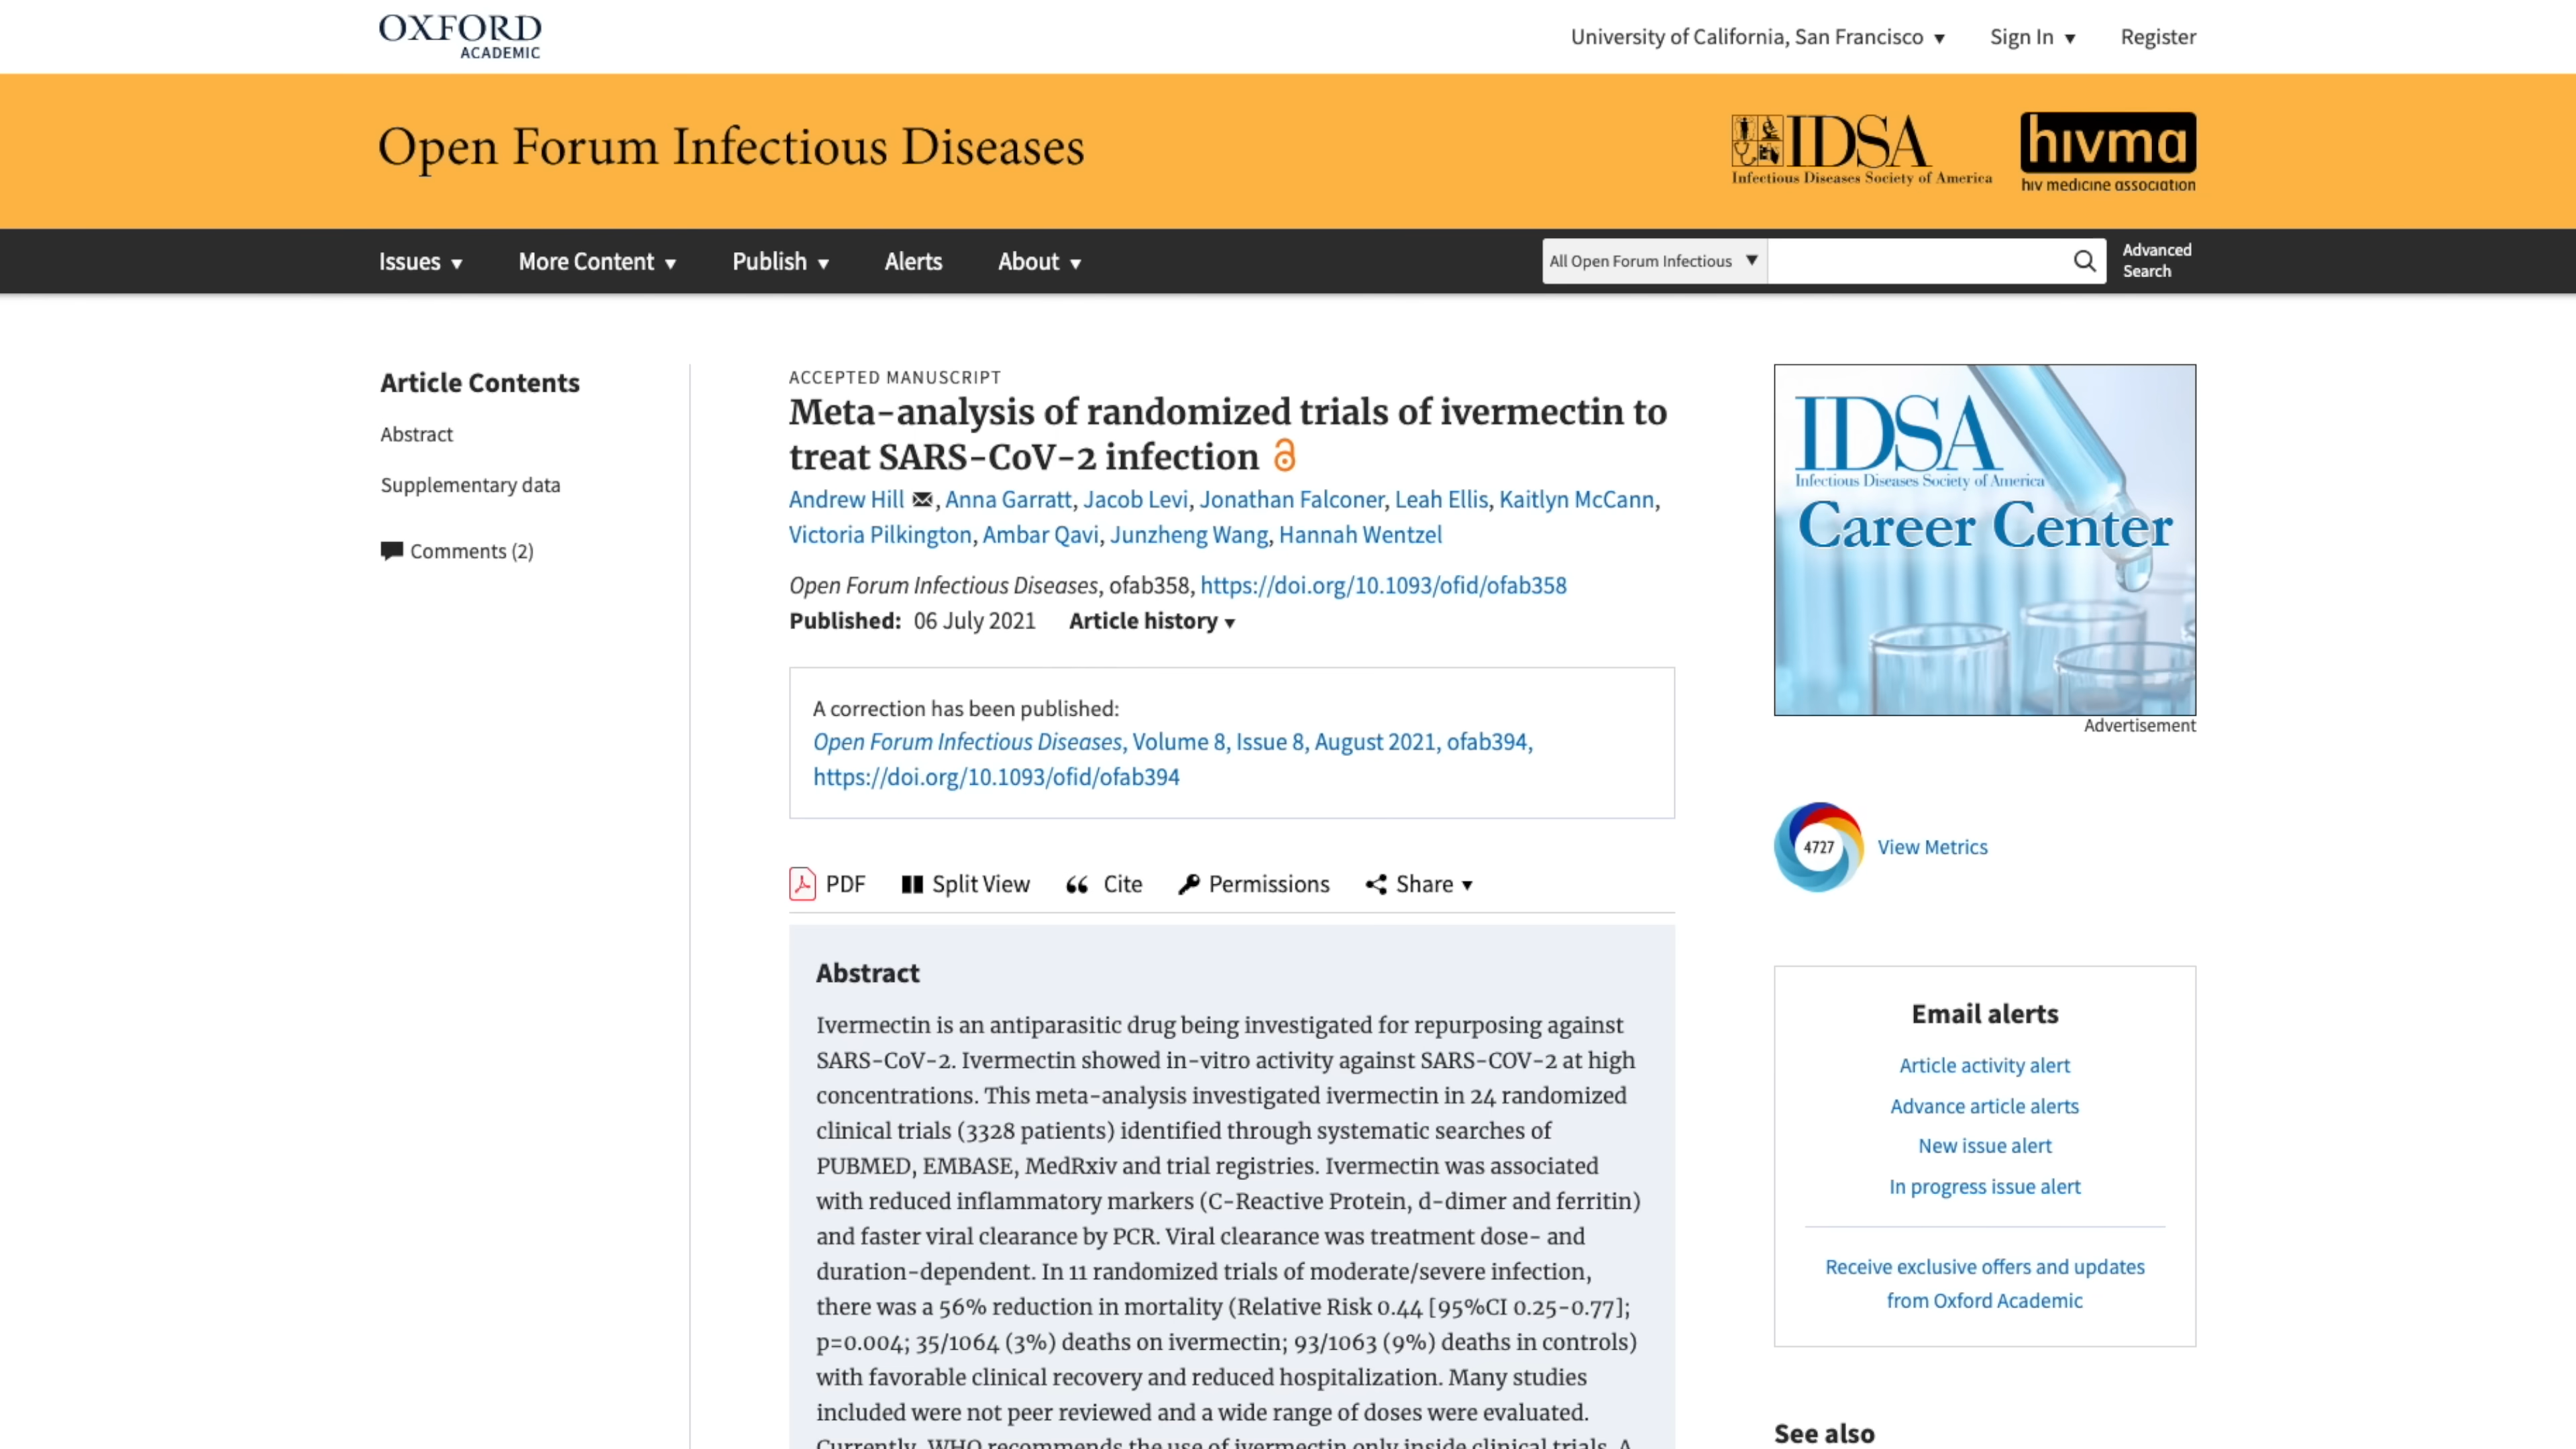 OXFORD
ACADEMIC
University of California, San Francisco ▼ Sign In ▼ Register
Open Forum Infectious Diseases
IDSA
Infectious Diseases Society of America
hivma
hiv medicine association
Issues ▼ More Content ▼ Publish ▼ Alerts About ▼
All Open Forum Infectious ▼
Advanced
Search
Article Contents
Abstract
Supplementary data
Comments (2)
ACCEPTED MANUSCRIPT
Meta-analysis of randomized trials of ivermectin to
treat SARS-CoV-2 infection
Andrew Hill, Anna Garratt, Jacob Levi, Jonathan Falconer, Leah Ellis, Kaitlyn McCann,
Victoria Pilkington, Ambar Qavi, Junzheng Wang, Hannah Wentzel
Open Forum Infectious Diseases, ofab358, https://doi.org/10.1093/ofid/ofab358
Published: 06 July 2021 Article history ▼
A correction has been published:
Open Forum Infectious Diseases, Volume 8, Issue 8, August 2021, ofab394,
https://doi.org/10.1093/ofid/ofab394
PDF Split View Cite Permissions Share ▼
Abstract
Ivermectin is an antiparasitic drug being investigated for repurposing against
SARS-CoV-2. Ivermectin showed in-vitro activity against SARS-COV-2 at high
concentrations. This meta-analysis investigated ivermectin in 24 randomized
clinical trials (3328 patients) identified through systematic searches of
PUBMED, EMBASE, MedRxiv and trial registries. Ivermectin was associated
with reduced inflammatory markers (C-Reactive Protein, d-dimer and ferritin)
and faster viral clearance by PCR. Viral clearance was treatment dose- and
duration-dependent. In 11 randomized trials of moderate/severe infection,
there was a 56% reduction in mortality (Relative Risk 0.44 [95%CI 0.25-0.77];
p=0.004; 35/1064 (3%) deaths on ivermectin; 93/1063 (9%) deaths in controls)
with favorable clinical recovery and reduced hospitalization. Many studies
included were not peer reviewed and a wide range of doses were evaluated.
Currently, WHO recommends the use of ivermectin only inside clinical trials. A
IDSA
Infectious Diseases Society of America
Career Center
Advertisement
4727
View Metrics
Email alerts
Article activity alert
Advance article alerts
New issue alert
In progress issue alert
Receive exclusive offers and updates
from Oxford Academic
See also